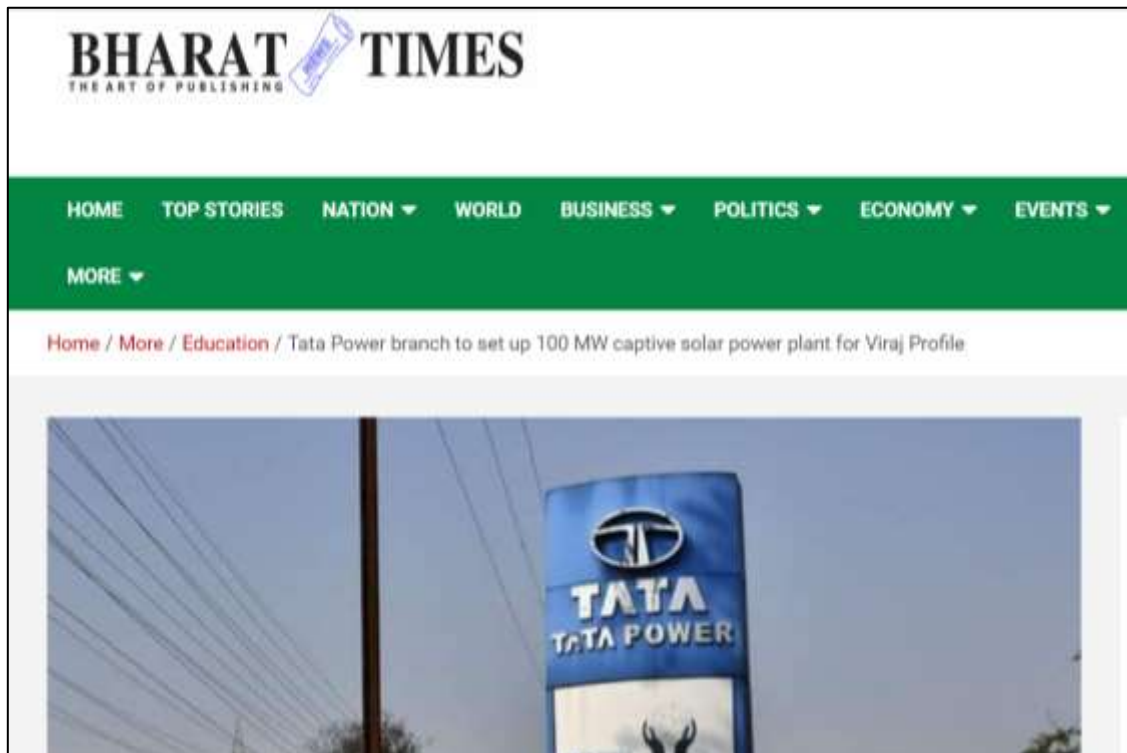 BHARAT NEWS TIMES
THE ART OF PUBLISHING
HOME TOP STORIES NATION WORLD BUSINESS POLITICS ECONOMY EVENTS
MORE
Home / More / Education / Tata Power branch to set up 100 MW captive solar power plant for Viraj Profile
TATA
TATA POWER